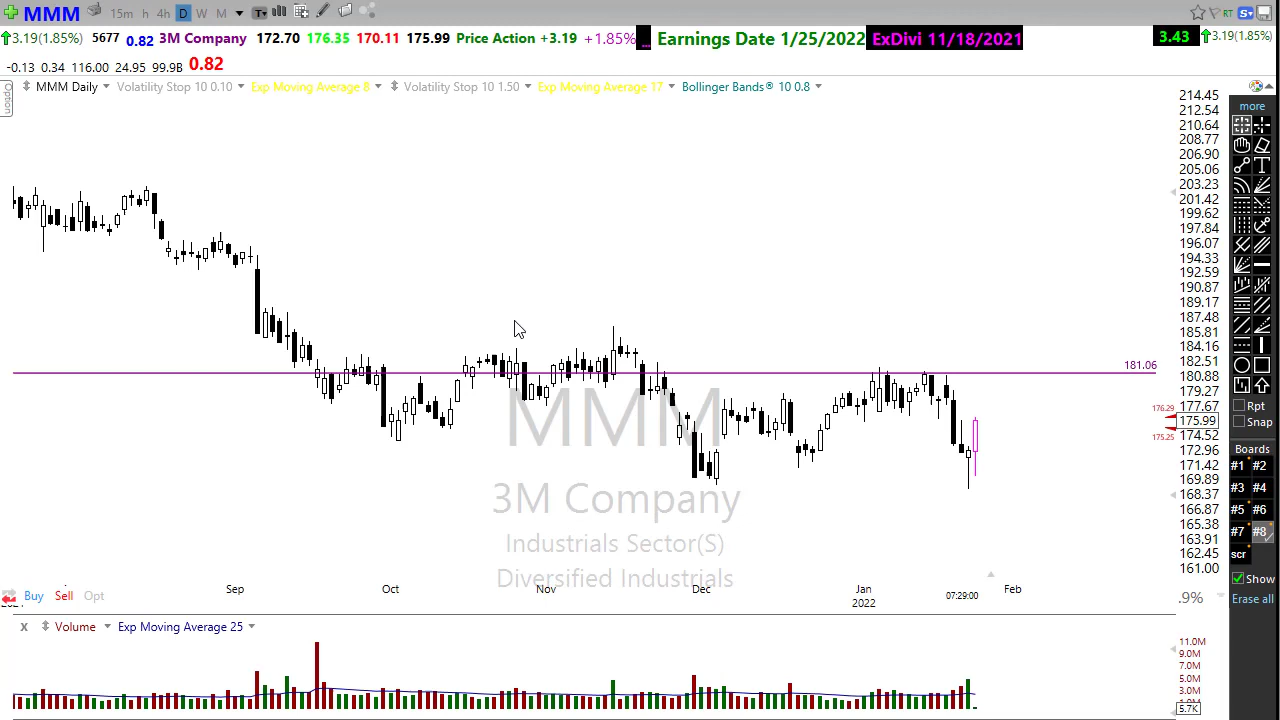 MMM 15m h 4h D W M T RT S
3.19(1.85%) 5677 0.82 3M Company 172.70 176.35 170.11 175.99 Price Action +3.19 +1.85% ... Earnings Date 1/25/2022 ExDivi 11/18/2021 3.43 3.19(1.85%)
-0.13 0.34 116.00 24.95 99.9B 0.82
Option
MMM Daily Volatility Stop 10 0.10 Exp Moving Average 8 Volatility Stop 10 1.50 Exp Moving Average 17 Bollinger Bands® 10 0.8
214.45
212.54
210.64
208.77
206.90
205.06
203.23
201.42
199.62
197.84
196.07
194.33
192.59
190.87
189.17
187.48
185.81
184.16
182.51
180.88
179.27
177.67
175.99
174.52
172.96
171.42
169.89
168.37
166.87
165.38
163.91
162.45
161.00
181.06
176.29
175.25
MMM
3M Company
Industrials Sector(S)
Diversified Industrials
Sep Oct Nov Dec Jan 07:29:00 Feb
2022
Buy Sell Opt
.9%
x Volume Exp Moving Average 25
11.0M
9.0M
7.0M
5.0M
3.0M
5.7K
more
T
Rpt
Snap
Boards
#1 #2
#3 #4
#5 #6
#7 #8
scr
Show
Erase all